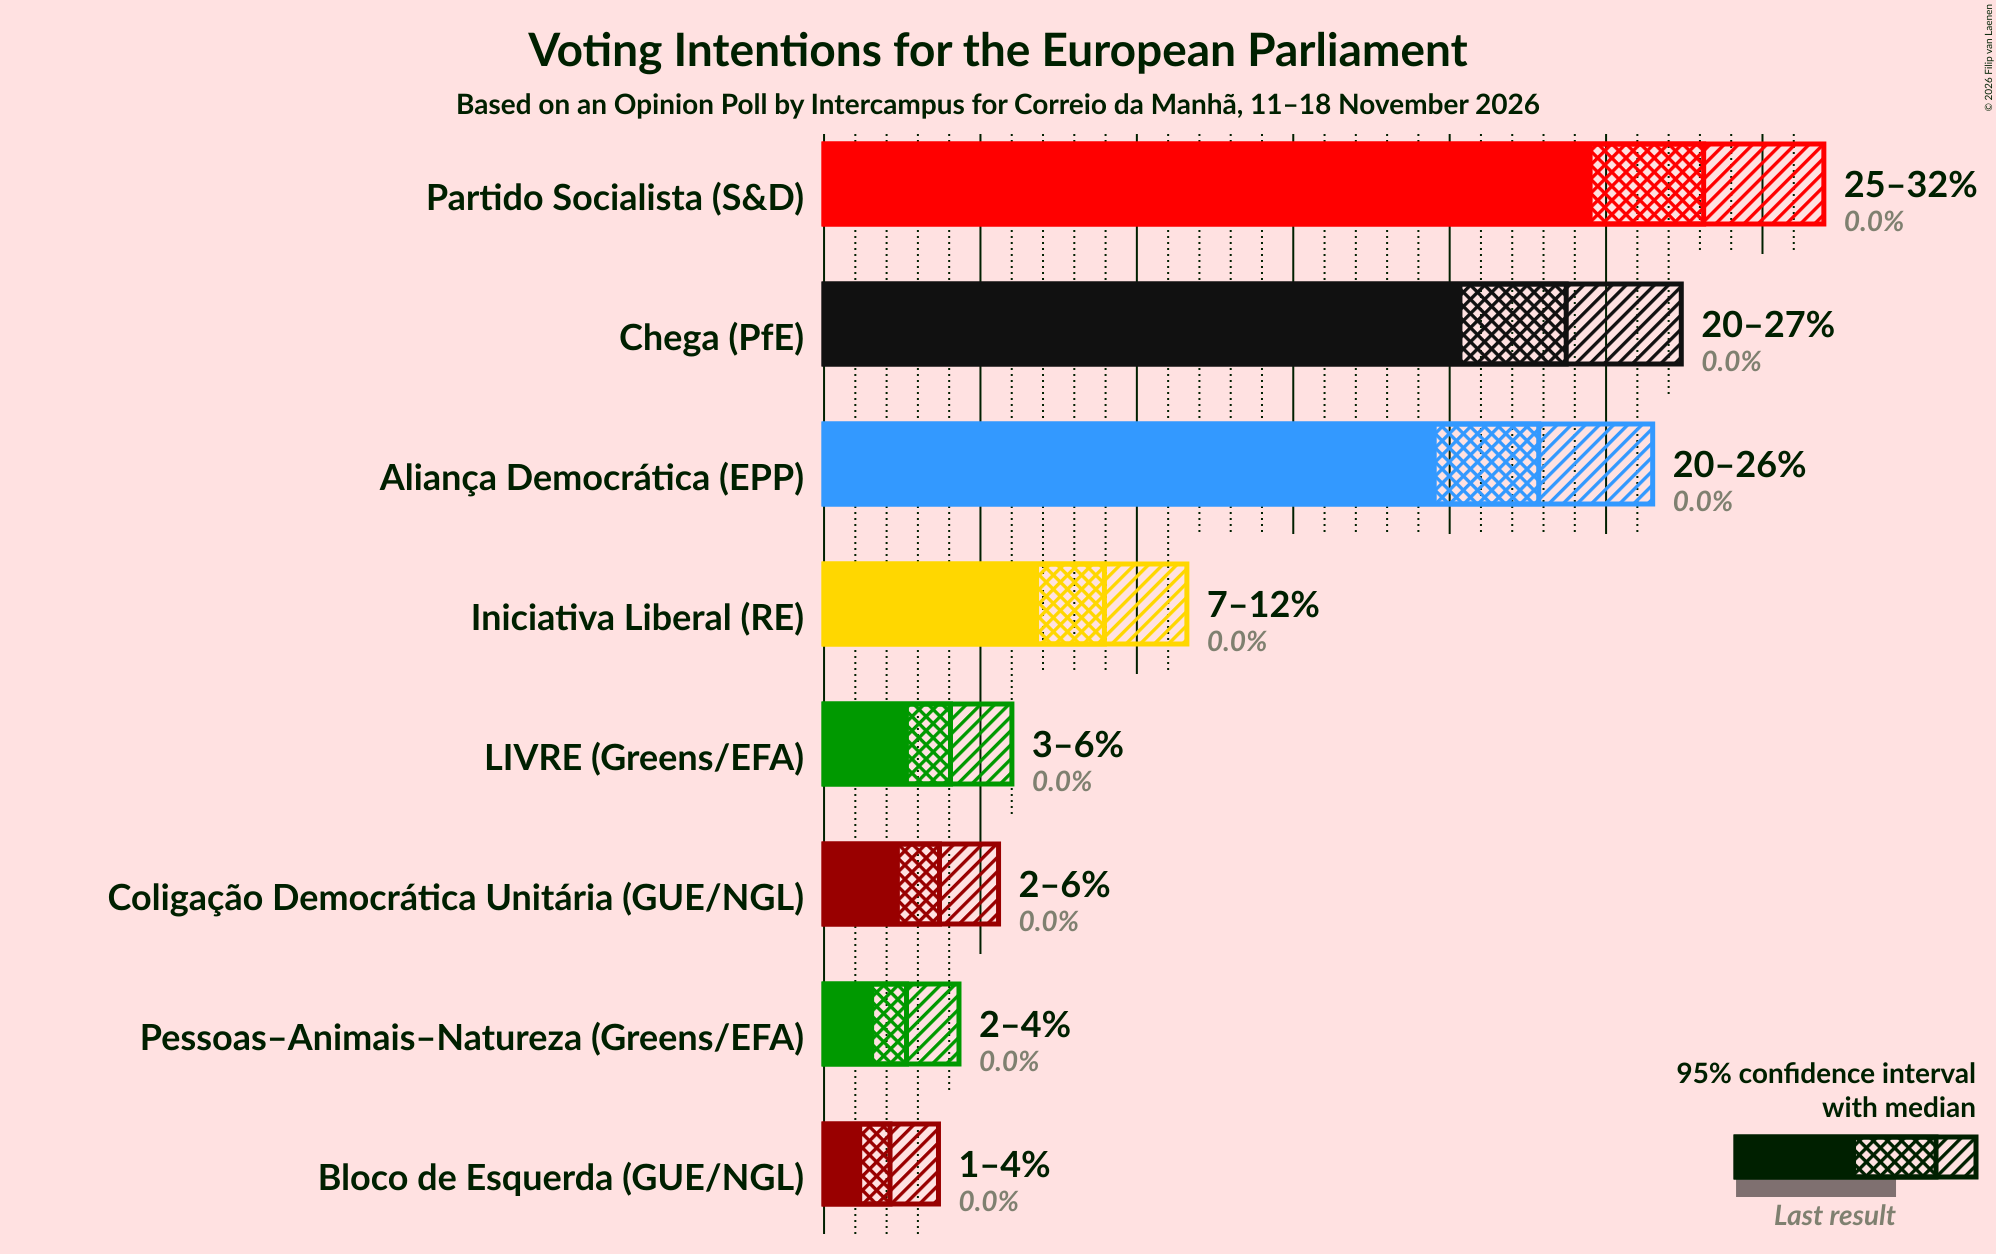 Voting Intentions for the European Parliament
Based on an Opinion Poll by Intercampus for Correio da Manhã, 11–18 November 2026
© 2026 Filip van Laenen
Partido Socialista (S&D)
25–32%
0.0%
Chega (PfE)
20–27%
0.0%
Aliança Democrática (EPP)
20–26%
0.0%
Iniciativa Liberal (RE)
7–12%
0.0%
LIVRE (Greens/EFA)
3–6%
0.0%
Coligação Democrática Unitária (GUE/NGL)
2–6%
0.0%
Pessoas–Animais–Natureza (Greens/EFA)
2–4%
0.0%
Bloco de Esquerda (GUE/NGL)
1–4%
0.0%
95% confidence interval
with median
Last result